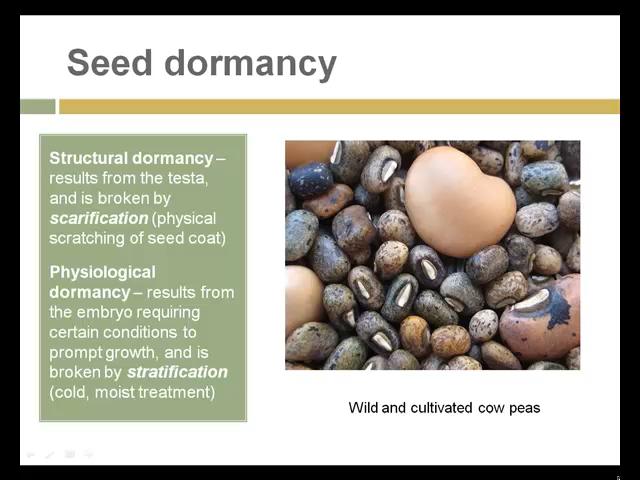 Seed dormancy
Structural dormancy –
results from the testa,
and is broken by
scarification (physical
scratching of seed coat)
Physiological
dormancy – results from
the embryo requiring
certain conditions to
prompt growth, and is
broken by stratification
(cold, moist treatment)
Wild and cultivated cow peas